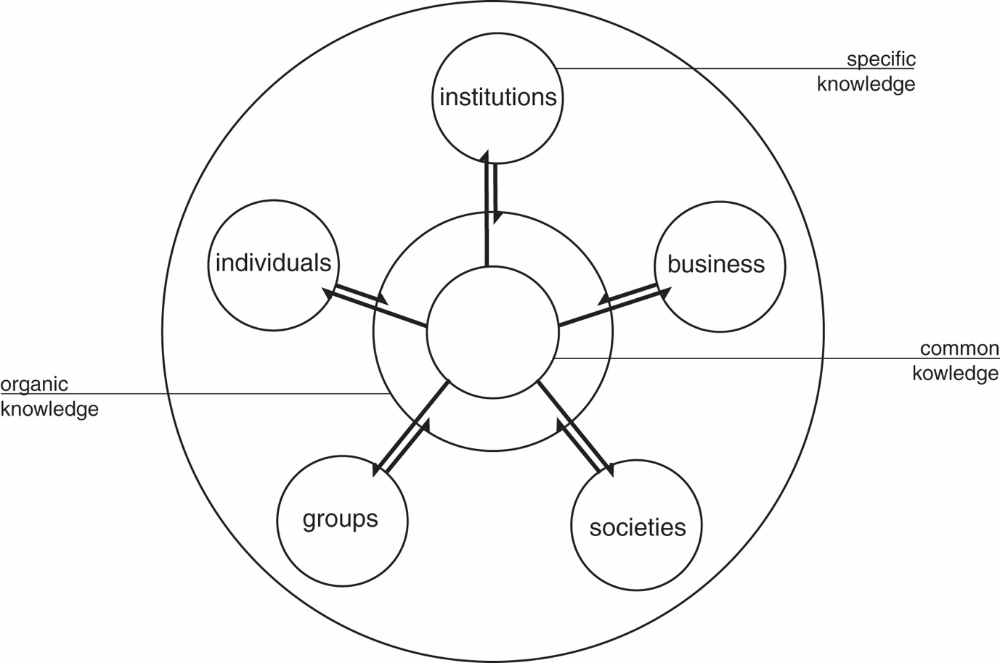 specific
knowledge
institutions
individuals
business
common
kowledge
organic
knowledge
groups
societies